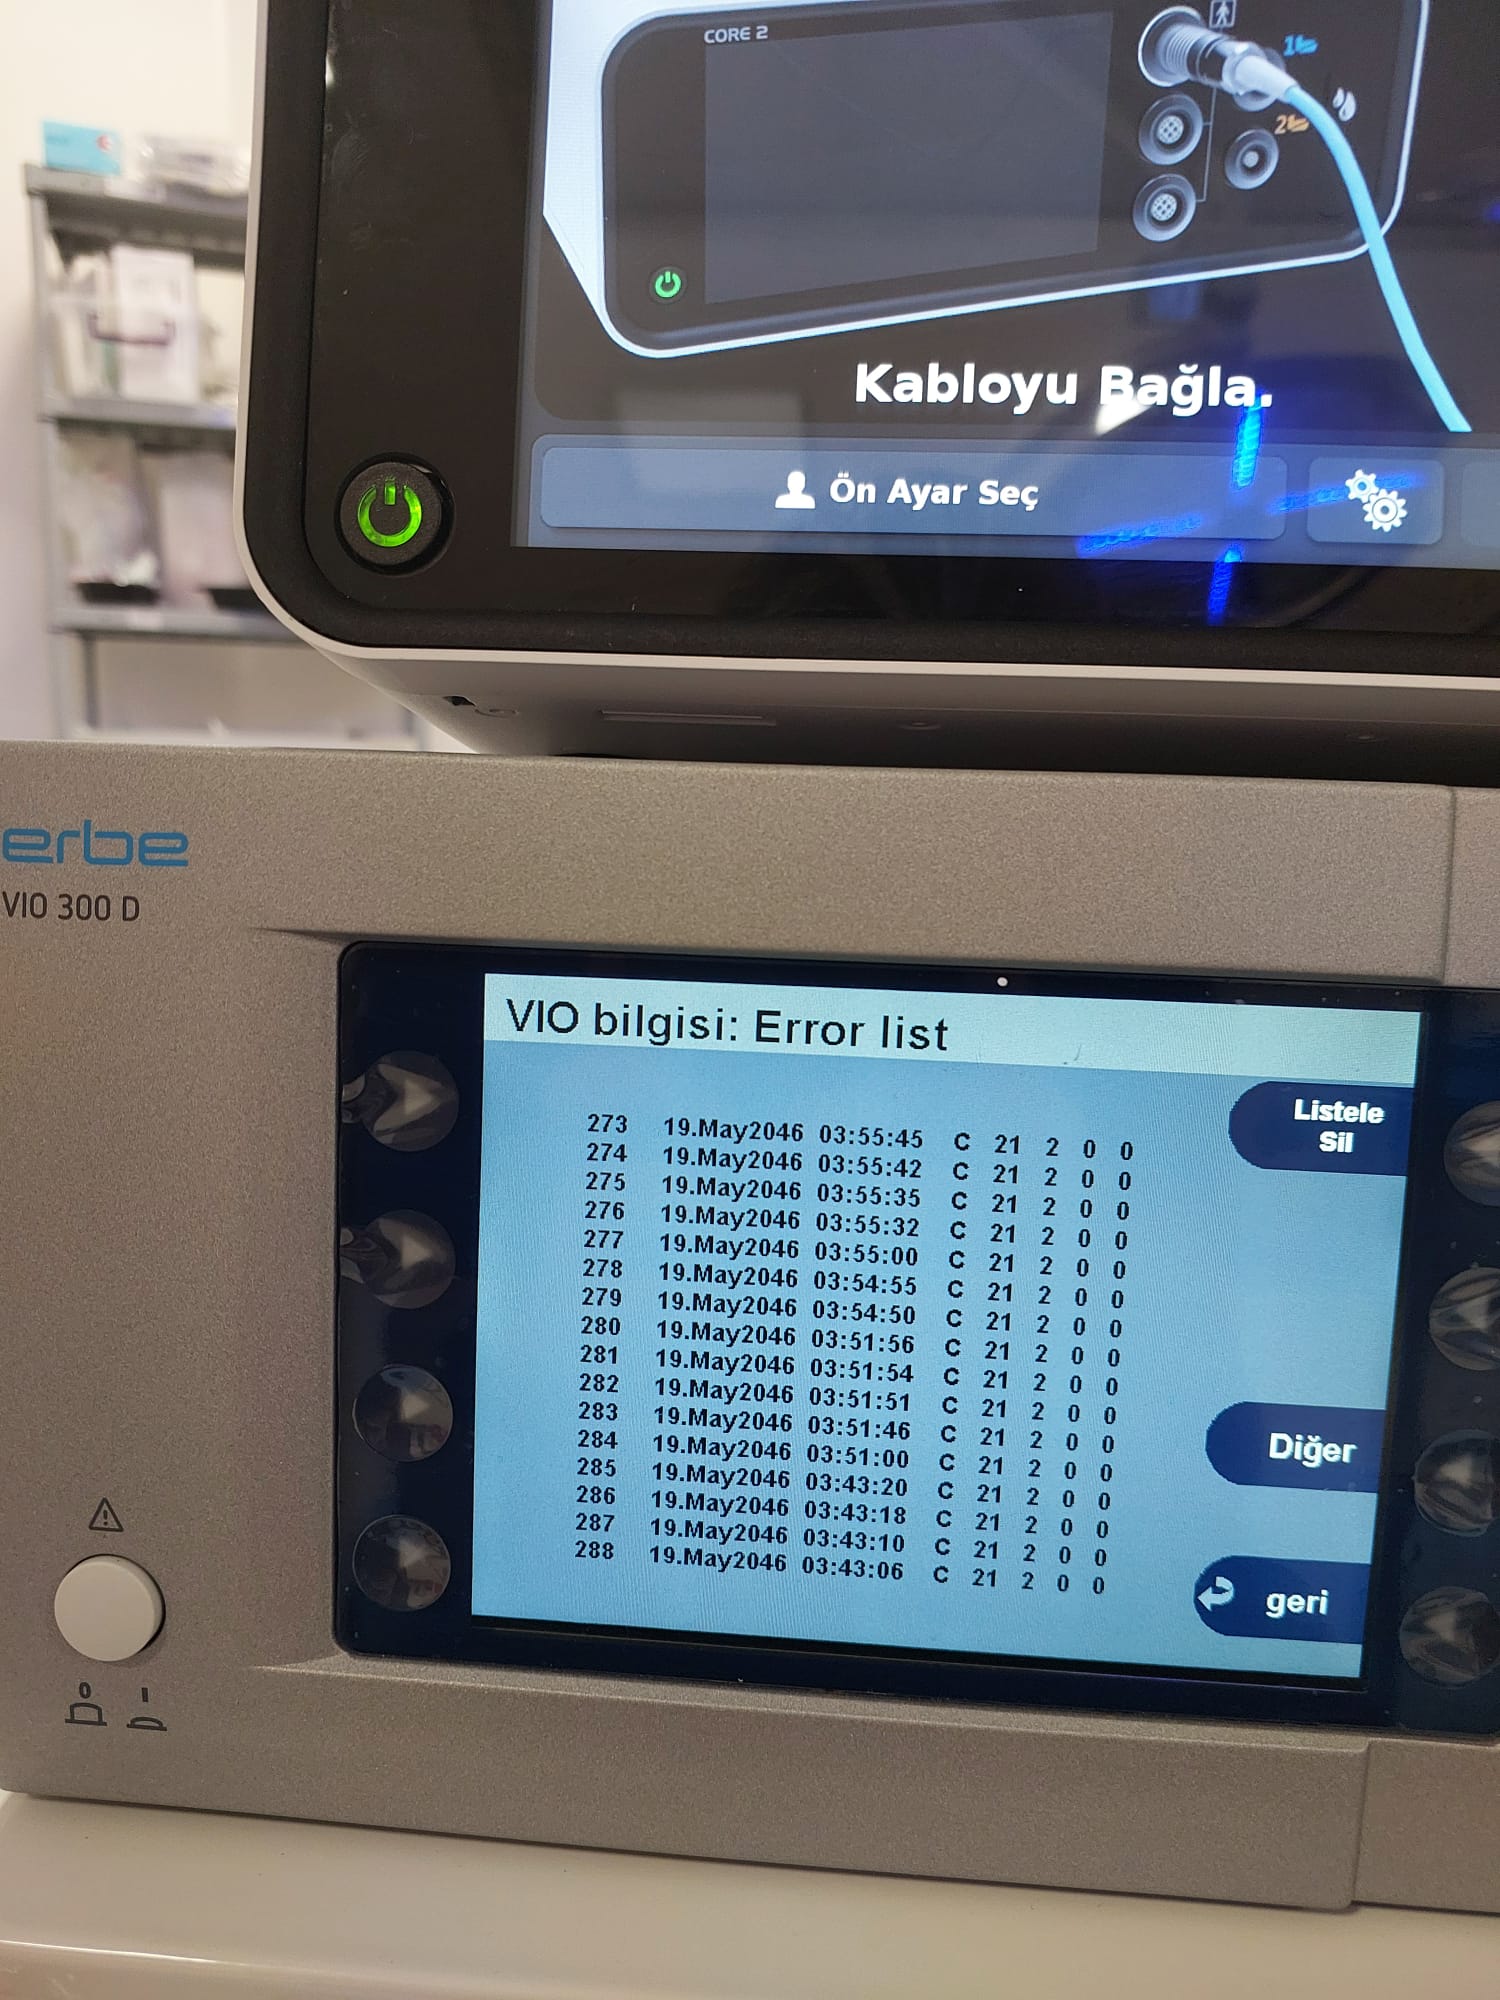 CORE 2
1
2
Kabloyu Bağla.
Ön Ayar Seç
erbe
VIO 300 D
VIO bilgisi: Error list
Listele
Sil
273 19.May2046 03:55:45 C 21 2 0 0
274 19.May2046 03:55:42 C 21 2 0 0
275 19.May2046 03:55:35 C 21 2 0 0
276 19.May2046 03:55:32 C 21 2 0 0
277 19.May2046 03:55:00 C 21 2 0 0
278 19.May2046 03:54:55 C 21 2 0 0
279 19.May2046 03:54:50 C 21 2 0 0
280 19.May2046 03:51:56 C 21 2 0 0
281 19.May2046 03:51:54 C 21 2 0 0
282 19.May2046 03:51:51 C 21 2 0 0
283 19.May2046 03:51:46 C 21 2 0 0
284 19.May2046 03:51:00 C 21 2 0 0
285 19.May2046 03:43:20 C 21 2 0 0
286 19.May2046 03:43:18 C 21 2 0 0
287 19.May2046 03:43:10 C 21 2 0 0
288 19.May2046 03:43:06 C 21 2 0 0
Diğer
geri
0 I